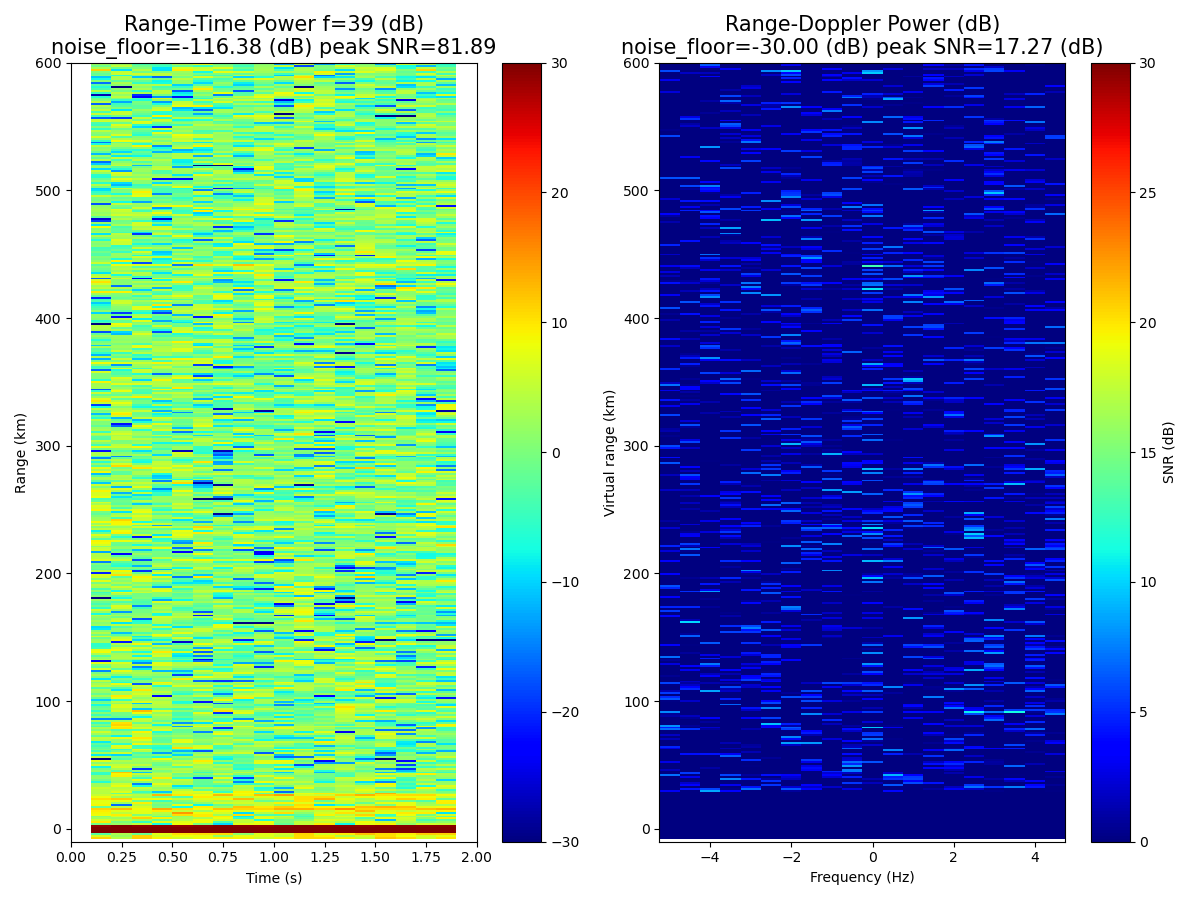 Range-Time Power f=39 (dB)
noise_floor=-116.38 (dB) peak SNR=81.89
600
500
400
300
200
100
0
Range (km)
0.00 0.25 0.50 0.75 1.00 1.25 1.50 1.75 2.00
Time (s)
30
20
10
0
−10
−20
−30
Range-Doppler Power (dB)
noise_floor=-30.00 (dB) peak SNR=17.27 (dB)
600
500
400
300
200
100
0
Virtual range (km)
−4 −2 0 2 4
Frequency (Hz)
30
25
20
15
10
5
0
SNR (dB)